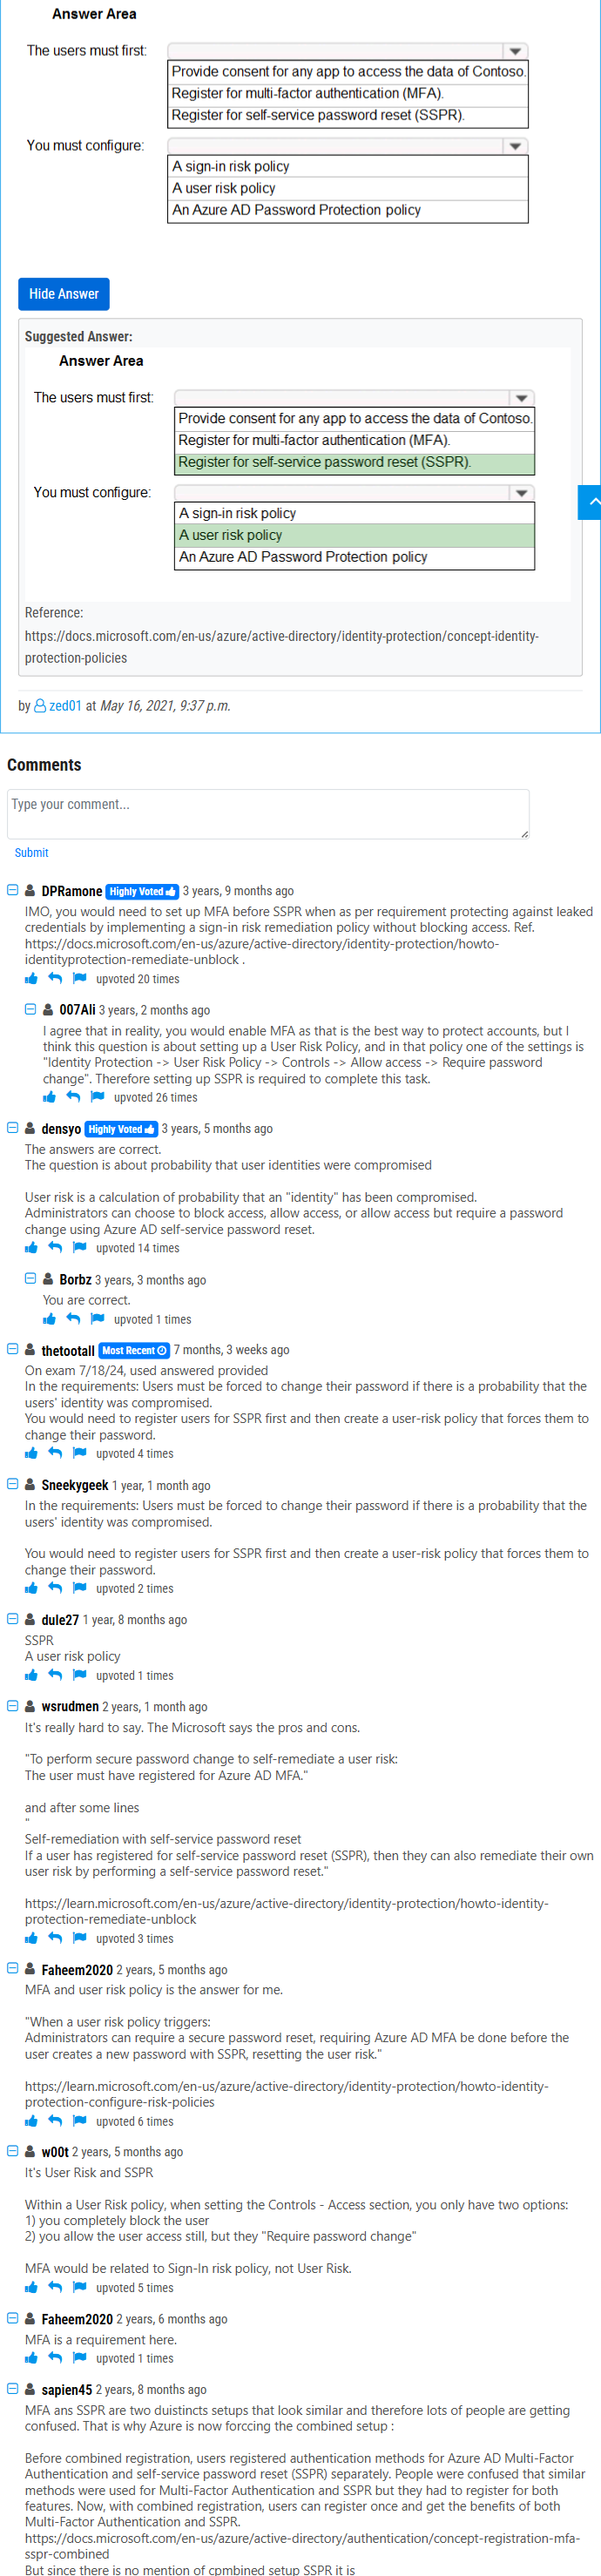 Answer Area
The users must first:
Provide consent for any app to access the data of Contoso.
Register for multi-factor authentication (MFA).
Register for self-service password reset (SSPR).
You must configure:
A sign-in risk policy
A user risk policy
An Azure AD Password Protection policy
Hide Answer
Suggested Answer:
Answer Area
The users must first:
Provide consent for any app to access the data of Contoso.
Register for multi-factor authentication (MFA).
Register for self-service password reset (SSPR).
You must configure:
A sign-in risk policy
A user risk policy
An Azure AD Password Protection policy
Reference:
https://docs.microsoft.com/en-us/azure/active-directory/identity-protection/concept-identity-
protection-policies
by zed01 at May 16, 2021, 9:37 p.m.
Comments
Type your comment...
Submit
DPRamone Highly Voted 3 years, 9 months ago
IMO, you would need to set up MFA before SSPR when as per requirement protecting against leaked
credentials by implementing a sign-in risk remediation policy without blocking access. Ref.
https://docs.microsoft.com/en-us/azure/active-directory/identity-protection/howto-
identityprotection-remediate-unblock .
upvoted 20 times
007Ali 3 years, 2 months ago
I agree that in reality, you would enable MFA as that is the best way to protect accounts, but I
think this question is about setting up a User Risk Policy, and in that policy one of the settings is
"Identity Protection -> User Risk Policy -> Controls -> Allow access -> Require password
change". Therefore setting up SSPR is required to complete this task.
upvoted 26 times
densyo Highly Voted 3 years, 5 months ago
The answers are correct.
The question is about probability that user identities were compromised
User risk is a calculation of probability that an "identity" has been compromised.
Administrators can choose to block access, allow access, or allow access but require a password
change using Azure AD self-service password reset.
upvoted 14 times
Borbz 3 years, 3 months ago
You are correct.
upvoted 1 times
thetootall Most Recent 7 months, 3 weeks ago
On exam 7/18/24, used answered provided
In the requirements: Users must be forced to change their password if there is a probability that the
users' identity was compromised.
You would need to register users for SSPR first and then create a user-risk policy that forces them to
change their password.
upvoted 4 times
Sneekygeek 1 year, 1 month ago
In the requirements: Users must be forced to change their password if there is a probability that the
users' identity was compromised.
You would need to register users for SSPR first and then create a user-risk policy that forces them to
change their password.
upvoted 2 times
dule27 1 year, 8 months ago
SSPR
A user risk policy
upvoted 1 times
wsrudmen 2 years, 1 month ago
It's really hard to say. The Microsoft says the pros and cons.
"To perform secure password change to self-remediate a user risk:
The user must have registered for Azure AD MFA."
and after some lines
"
Self-remediation with self-service password reset
If a user has registered for self-service password reset (SSPR), then they can also remediate their own
user risk by performing a self-service password reset."
https://learn.microsoft.com/en-us/azure/active-directory/identity-protection/howto-identity-
protection-remediate-unblock
upvoted 3 times
Faheem2020 2 years, 5 months ago
MFA and user risk policy is the answer for me.
"When a user risk policy triggers:
Administrators can require a secure password reset, requiring Azure AD MFA be done before the
user creates a new password with SSPR, resetting the user risk."
https://learn.microsoft.com/en-us/azure/active-directory/identity-protection/howto-identity-
protection-configure-risk-policies
upvoted 6 times
w00t 2 years, 5 months ago
It's User Risk and SSPR
Within a User Risk policy, when setting the Controls - Access section, you only have two options:
1) you completely block the user
2) you allow the user access still, but they "Require password change"
MFA would be related to Sign-In risk policy, not User Risk.
upvoted 5 times
Faheem2020 2 years, 6 months ago
MFA is a requirement here.
upvoted 1 times
sapien45 2 years, 8 months ago
MFA ans SSPR are two duistincts setups that look similar and therefore lots of people are getting
confused. That is why Azure is now forccing the combined setup :
Before combined registration, users registered authentication methods for Azure AD Multi-Factor
Authentication and self-service password reset (SSPR) separately. People were confused that similar
methods were used for Multi-Factor Authentication and SSPR but they had to register for both
features. Now, with combined registration, users can register once and get the benefits of both
Multi-Factor Authentication and SSPR.
https://docs.microsoft.com/en-us/azure/active-directory/authentication/concept-registration-mfa-
sspr-combined
But since there is no mention of cpmbined setup SSPR it is